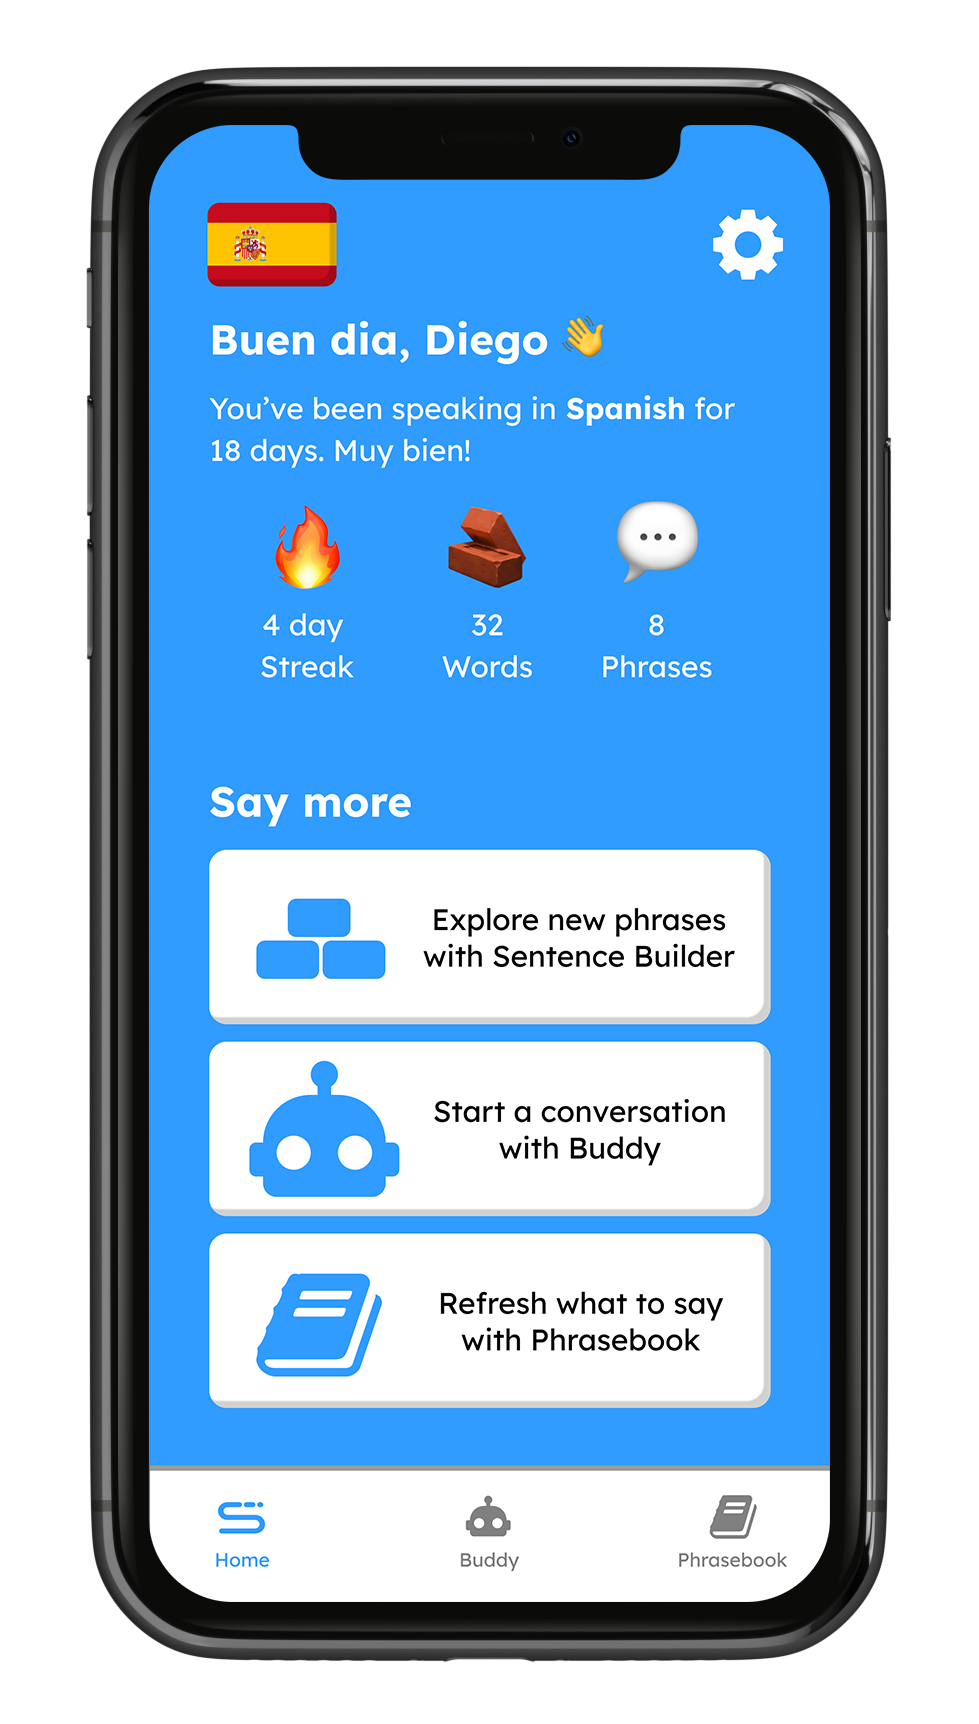 Buen dia, Diego 👋
You’ve been speaking in Spanish for
18 days. Muy bien!
4 day
Streak
32
Words
8
Phrases
Say more
Explore new phrases
with Sentence Builder
Start a conversation
with Buddy
Refresh what to say
with Phrasebook
Home
Buddy
Phrasebook